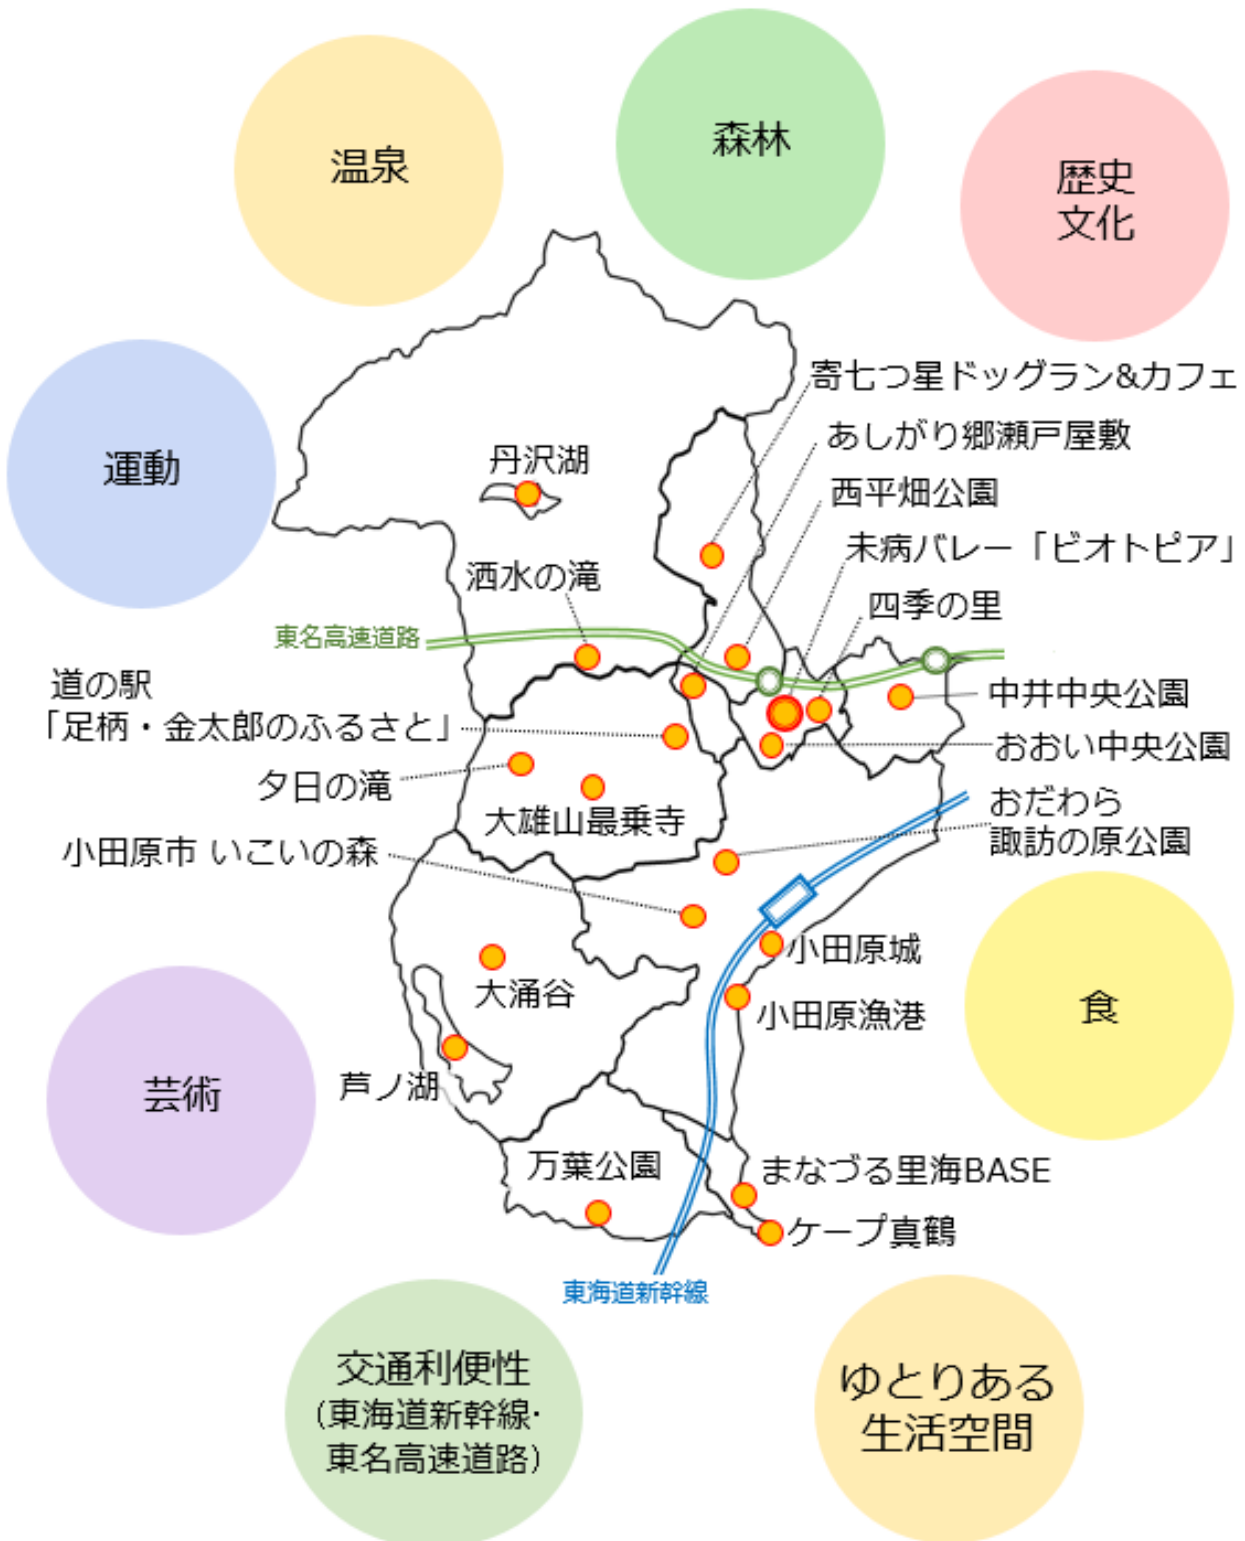 温泉
森林
歴史
文化
運動
寄七つ星ドッグラン&カフェ
あしがり郷瀬戸屋敷
丹沢湖
西平畑公園
未病バレー「ビオトピア」
洒水の滝
四季の里
東名高速道路
道の駅
「足柄・金太郎のふるさと」
中井中央公園
おおい中央公園
夕日の滝
大雄山最乗寺
おだわら
諏訪の原公園
小田原市 いこいの森
小田原城
大涌谷
小田原漁港
食
芸術
芦ノ湖
万葉公園
まなづる里海BASE
ケープ真鶴
東海道新幹線
交通利便性
(東海道新幹線・
東名高速道路)
ゆとりある
生活空間